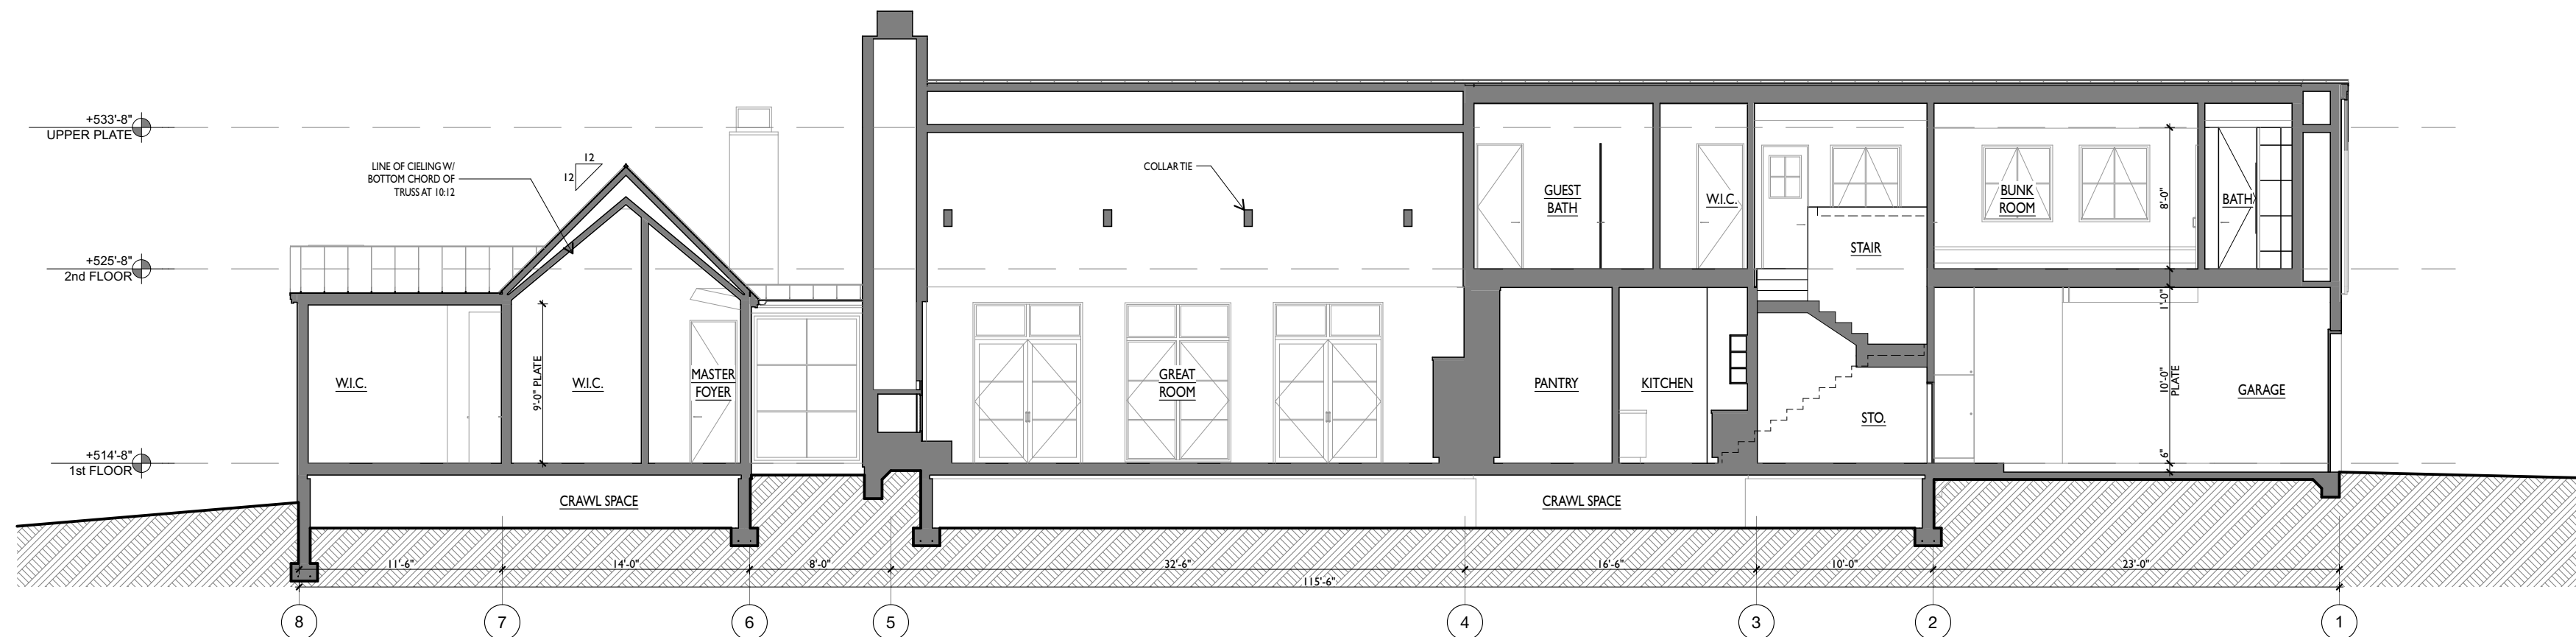 +533'-8"
UPPER PLATE
12
12
LINE OF CIELING W/
BOTTOM CHORD OF
TRUSS AT 10:12
COLLAR TIE
GUEST
BATH
W.I.C.
BUNK
ROOM
8'-0"
BATH
STAIR
+525'-8"
2nd FLOOR
1'-0"
W.I.C.
9'-0" PLATE
W.I.C.
MASTER
FOYER
GREAT
ROOM
PANTRY
KITCHEN
STO.
10'-0"
PLATE
GARAGE
+514'-8"
1st FLOOR
6"
CRAWL SPACE
CRAWL SPACE
11'-6"
14'-0"
8'-0"
32'-6"
16'-6"
10'-0"
23'-0"
115'-6"
8
7
6
5
4
3
2
1